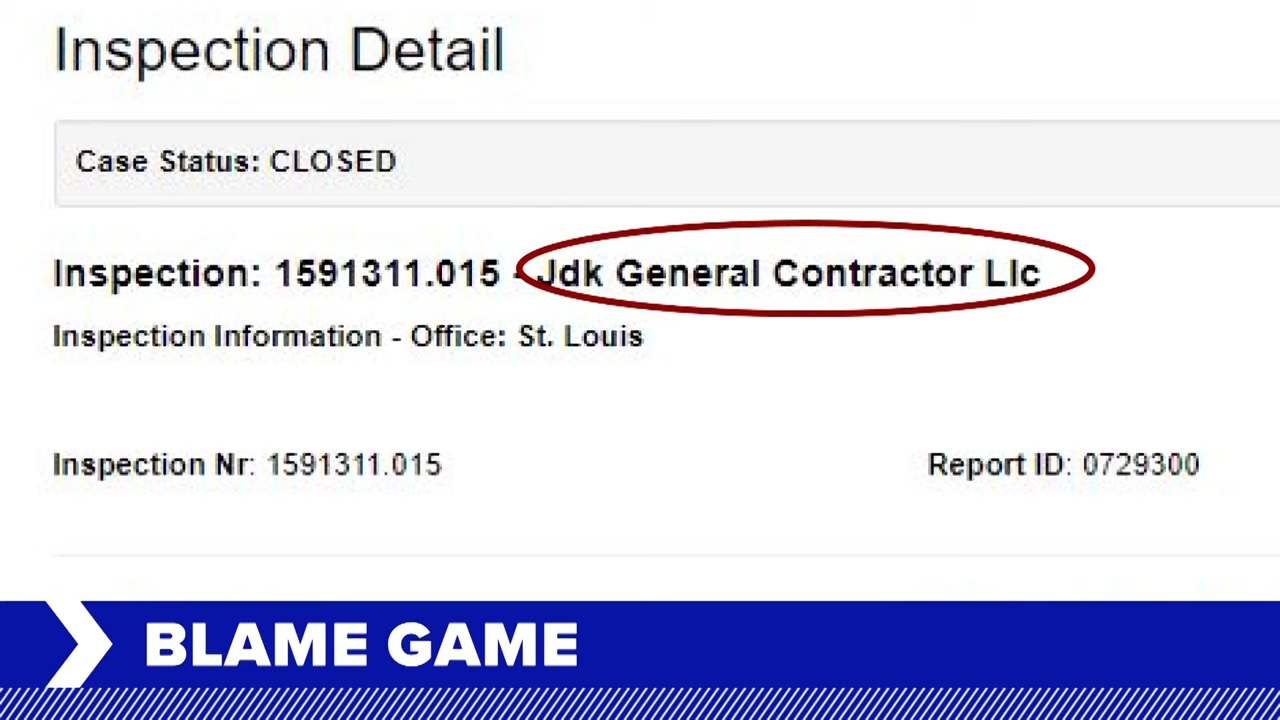 Inspection Detail
Case Status: CLOSED
Inspection: 1591311.015 - Jdk General Contractor Llc
Inspection Information - Office: St. Louis
Inspection Nr: 1591311.015 Report ID: 0729300
BLAME GAME